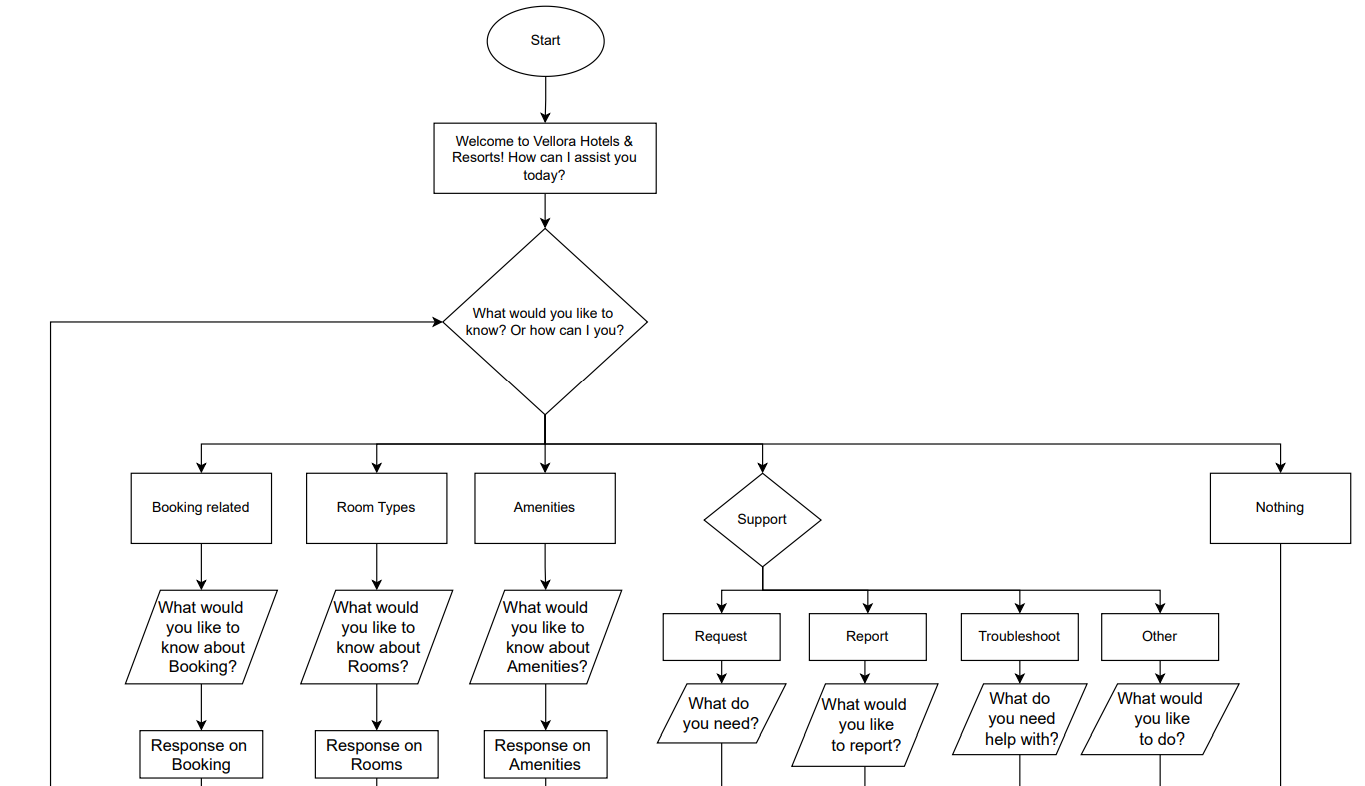 Start
Welcome to Vellora Hotels &
Resorts! How can I assist you
today?
What would you like to
know? Or how can I you?
Booking related
Room Types
Amenities
Support
Nothing
What would
you like to
know about
Booking?
What would
you like to
know about
Rooms?
What would
you like to
know about
Amenities?
Request
Report
Troubleshoot
Other
What do
you need?
What would
you like
to report?
What do
you need
help with?
What would
you like
to do?
Response on
Booking
Response on
Rooms
Response on
Amenities